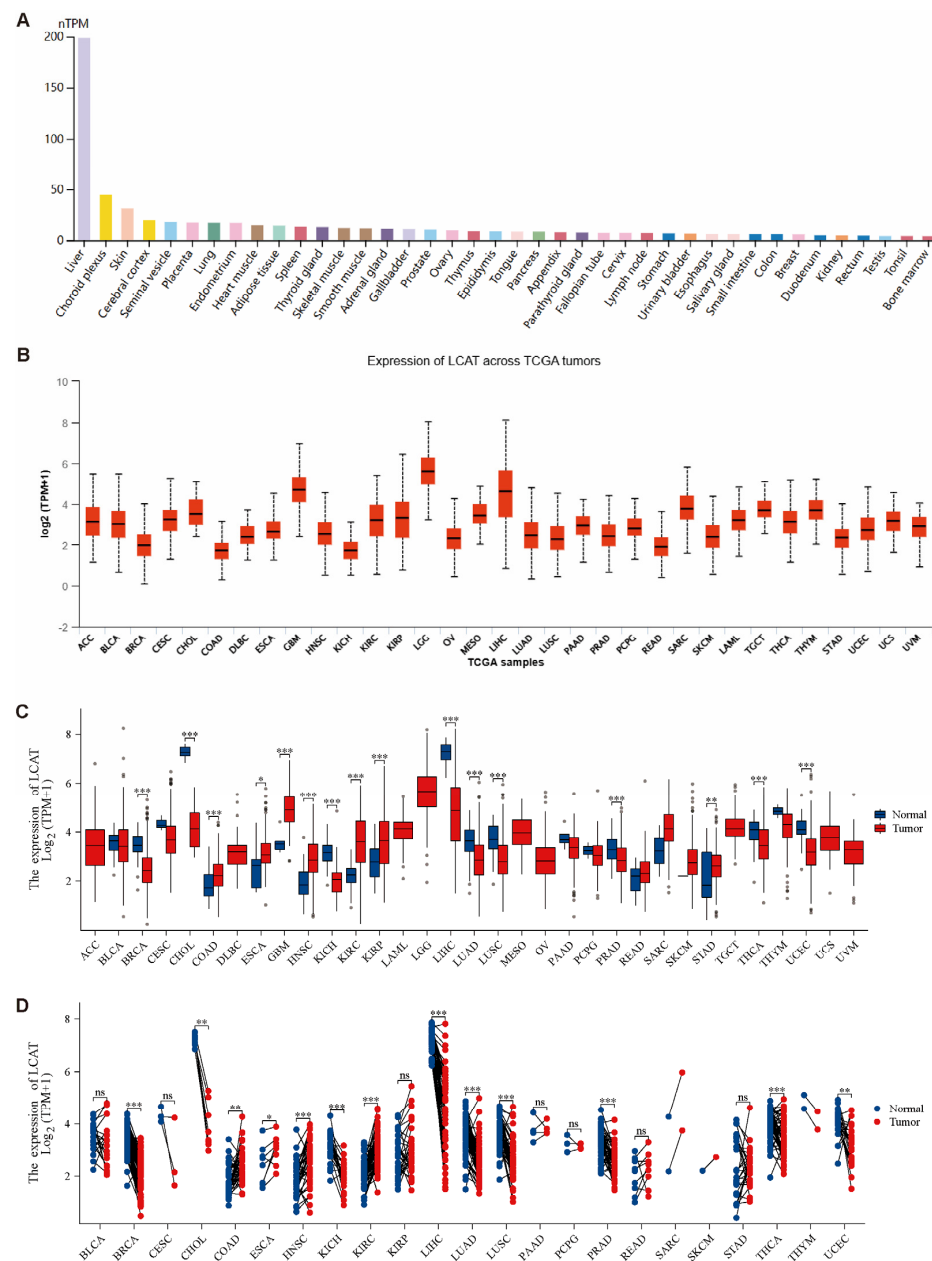 A
nTPM
200
150
100
50
0
Liver
Choroid plexus
Skin
Cerebral cortex
Seminal vesicle
Placenta
Lung
Endometrium
Heart muscle
Adipose tissue
Spleen
Thyroid gland
Skeletal muscle
Smooth muscle
Adrenal gland
Gallbladder
Prostate
Ovary
Thymus
Epididymis
Tongue
Pancreas
Appendix
Parathyroid gland
Fallopian tube
Cervix
Lymph node
Stomach
Urinary bladder
Esophagus
Salivary gland
Small intestine
Colon
Breast
Duodenum
Kidney
Rectum
Testis
Tonsil
Bone marrow
B
Expression of LCAT across TCGA tumors
log2 (TPM+1)
10
8
6
4
2
0
-2
ACC
BLCA
BRCA
CESC
CHOL
COAD
DLBC
ESCA
GBM
HNSC
KICH
KIRC
KIRP
LGG
OV
MESO
LIHC
LUAD
LUSC
PAAD
PRAD
PCPG
READ
SARC
SKCM
LAML
TGCT
THCA
THYM
STAD
UCEC
UCS
UVM
TCGA samples
C
The expression of LCAT
Log2 (TPM+1)
8
6
4
2
***
***
***
*
***
***
***
***
***
***
***
***
***
**
***
***
Normal
Tumor
ACC
BLCA
BRCA
CESC
CHOL
COAD
DLBC
ESCA
GBM
HNSC
KICH
KIRC
KIRP
LAML
LGG
LIHC
LUAD
LUSC
MESO
OV
PAAD
PCPG
PRAD
READ
SARC
SKCM
STAD
TGCT
THCA
THYM
UCEC
UCS
UVM
D
The expression of LCAT
Log2 (TPM+1)
8
6
4
2
ns
***
ns
**
**
*
***
***
***
ns
***
***
***
ns
ns
***
ns
ns
***
**
Normal
Tumor
BLCA
BRCA
CESC
CHOL
COAD
ESCA
HNSC
KICH
KIRC
KIRP
LIHC
LUAD
LUSC
PAAD
PCPG
PRAD
READ
SARC
SKCM
STAD
THCA
THYM
UCEC